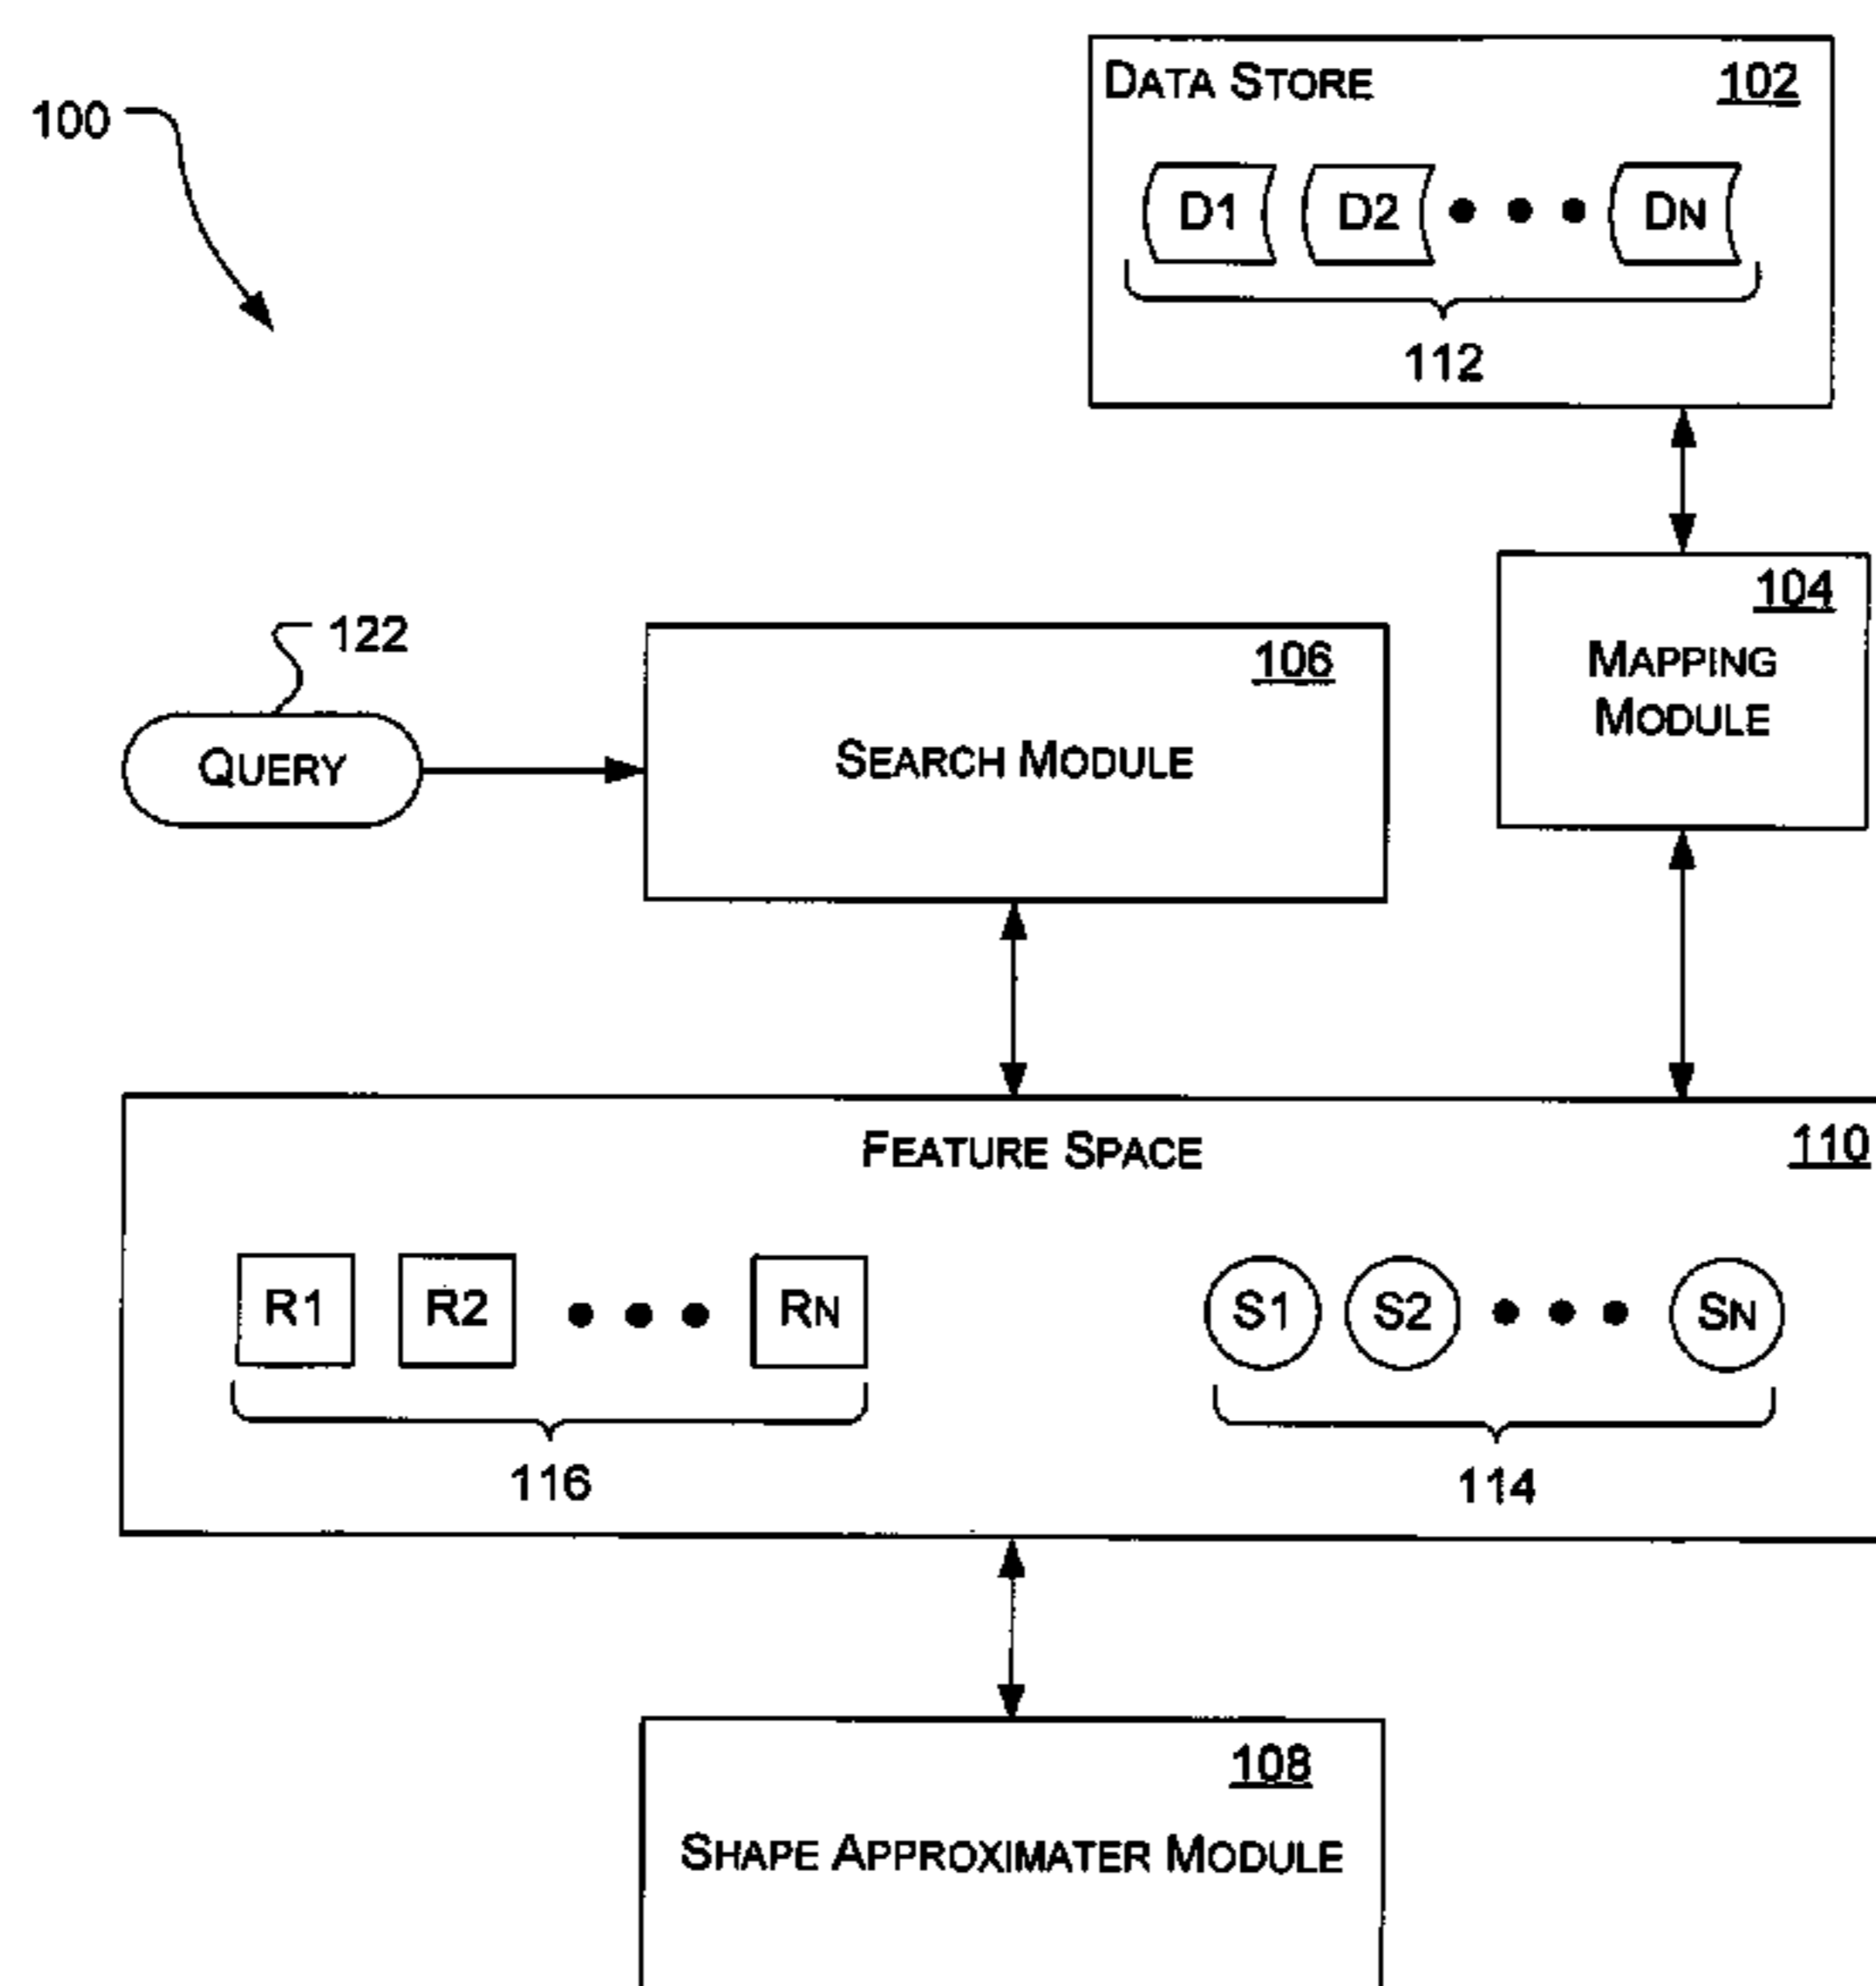 100
DATA STORE 102
D1 D2 DN
112
104
MAPPING
MODULE
122
106
QUERY
SEARCH MODULE
FEATURE SPACE 110
R1 R2 RN S1 S2 SN
116 114
108
SHAPE APPROXIMATER MODULE